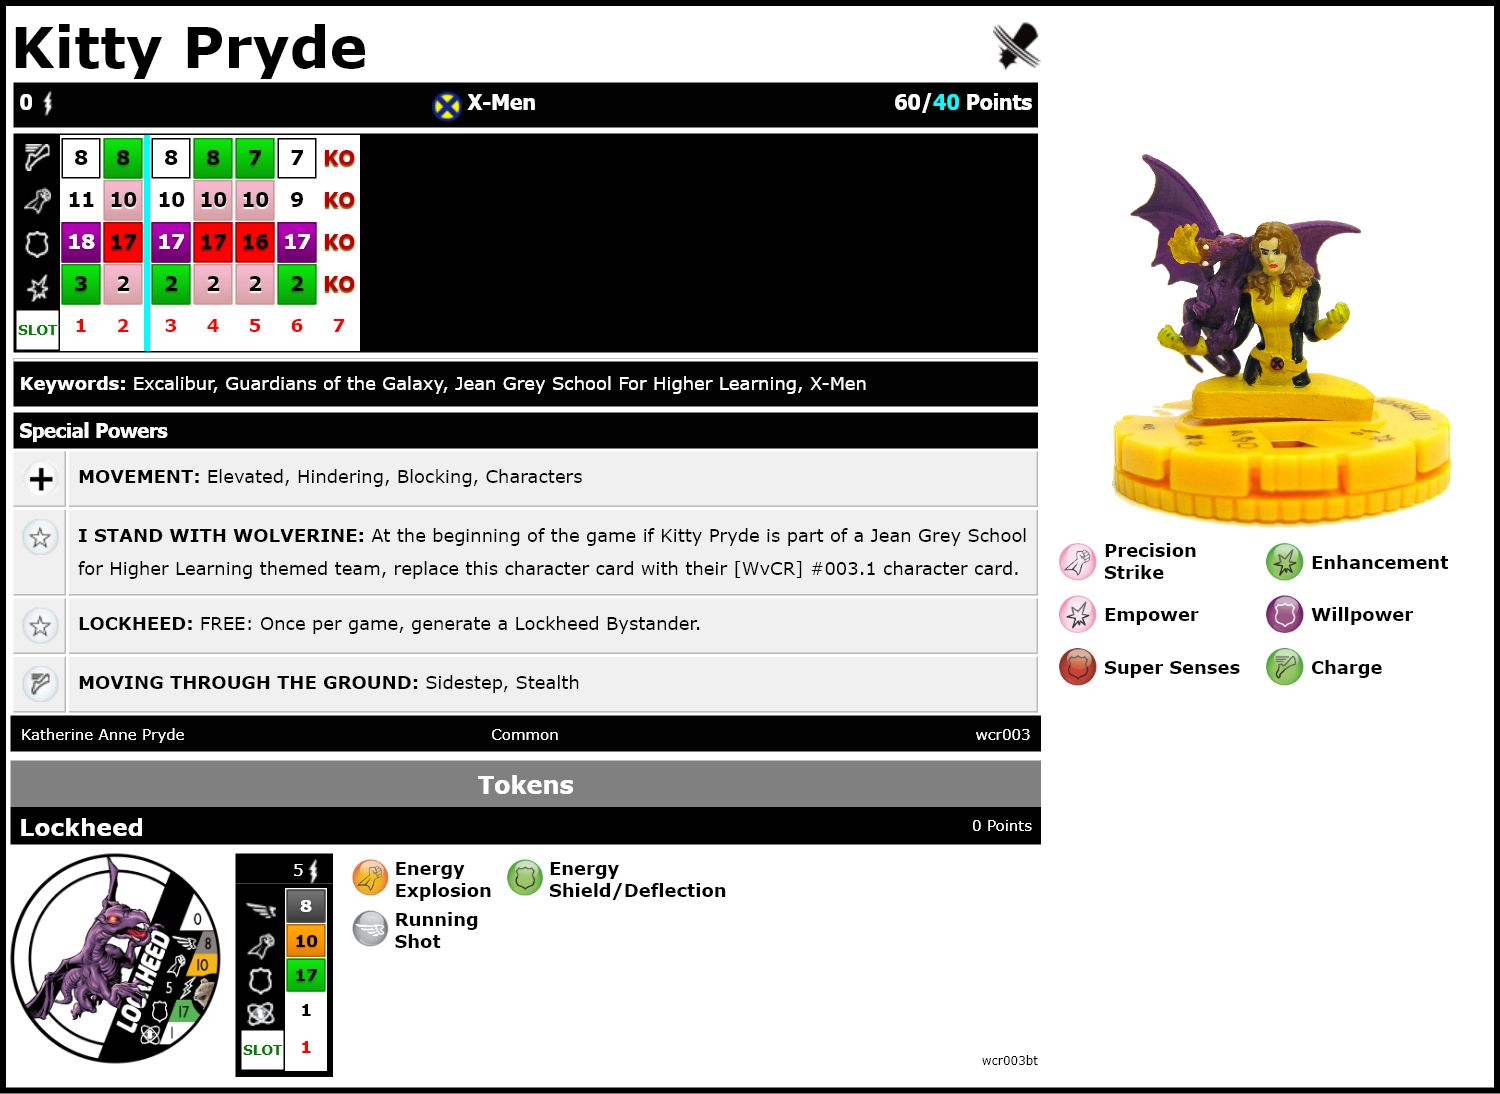 Kitty Pryde
0 X-Men 60/40 Points
8 8 8 8 7 7 KO
11 10 10 10 10 9 KO
18 17 17 17 16 17 KO
3 2 2 2 2 2 KO
SLOT 1 2 3 4 5 6 7
Keywords: Excalibur, Guardians of the Galaxy, Jean Grey School For Higher Learning, X-Men
Special Powers
MOVEMENT: Elevated, Hindering, Blocking, Characters
I STAND WITH WOLVERINE: At the beginning of the game if Kitty Pryde is part of a Jean Grey School
for Higher Learning themed team, replace this character card with their [WvCR] #003.1 character card.
LOCKHEED: FREE: Once per game, generate a Lockheed Bystander.
MOVING THROUGH THE GROUND: Sidestep, Stealth
Katherine Anne Pryde Common wcr003
Precision
Strike
Enhancement
Empower
Willpower
Super Senses
Charge
Tokens
Lockheed 0 Points
LOCKHEED
0
8
10
5
17
1
5
8
10
17
1
SLOT 1
Energy
Explosion
Energy
Shield/Deflection
Running
Shot
wcr003bt